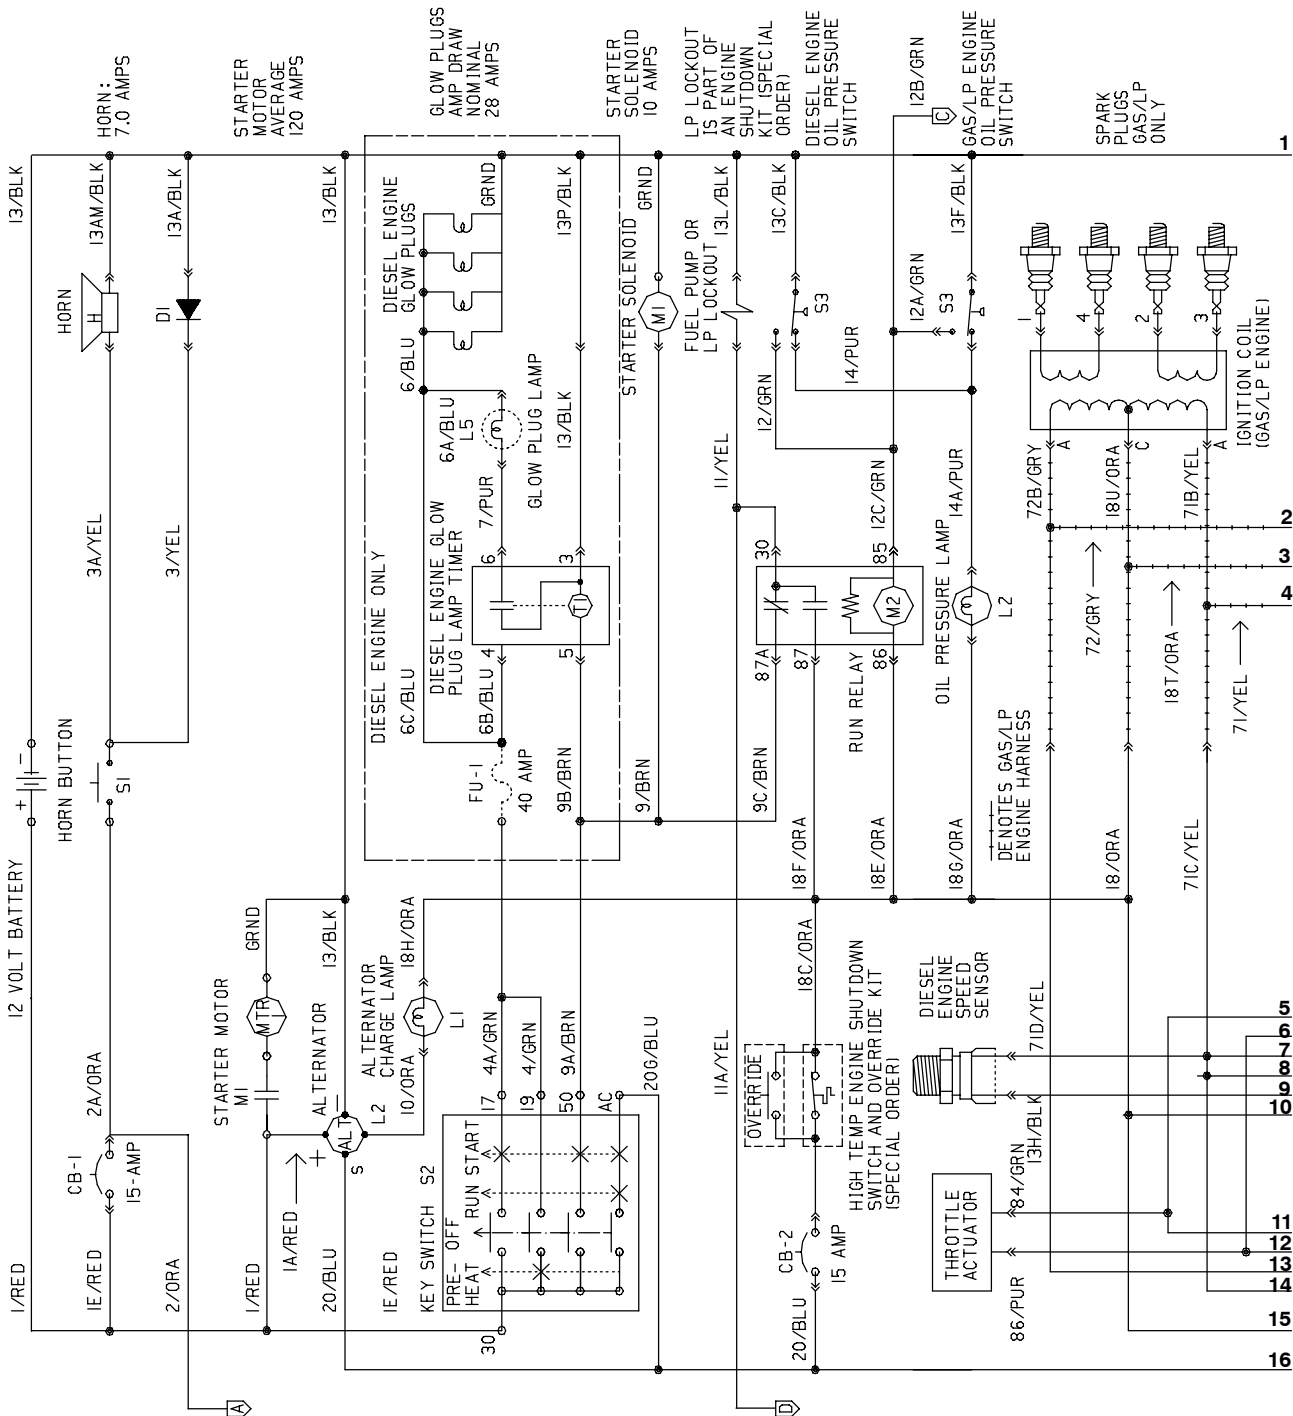 12 VOLT BATTERY
1/RED
+
-
13/BLK
1E/RED
CB-1
15-AMP
2A/ORA
HORN BUTTON
S1
3A/YEL
HORN
H
13AM/BLK
HORN:
7.0 AMPS
2/ORA
A
3/YEL
D1
13A/BLK
1/RED
STARTER MOTOR
M1
MTR
GRND
STARTER
MOTOR
AVERAGE
120 AMPS
1A/RED
+
20/BLU
ALTERNATOR
ALT
1
S
L2
13/BLK
13/BLK
ALTERNATOR
CHARGE LAMP
10/ORA
L1
18H/ORA
1E/RED
KEY SWITCH S2
PRE-
HEAT
OFF
RUN
START
30
17
19
50
AC
4A/GRN
4/GRN
9A/BRN
20G/BLU
DIESEL ENGINE ONLY
6C/BLU
DIESEL ENGINE GLOW
PLUG LAMP TIMER
FU-1
40 AMP
6B/BLU
4
6
7/PUR
6A/BLU
L5
GLOW PLUG LAMP
6/BLU
DIESEL ENGINE
GLOW PLUGS
GRND
GLOW PLUGS
AMP DRAW
NOMINAL
28 AMPS
9B/BRN
5
T1
3
13/BLK
13P/BLK
9/BRN
STARTER SOLENOID
M1
GRND
STARTER
SOLENOID
10 AMPS
D
11A/YEL
11/YEL
FUEL PUMP OR
LP LOCKOUT
13L/BLK
LP LOCKOUT
IS PART OF
AN ENGINE
SHUTDOWN
KIT (SPECIAL
ORDER)
9C/BRN
87A
30
12/GRN
S3
13C/BLK
DIESEL ENGINE
OIL PRESSURE
SWITCH
20/BLU
CB-2
15 AMP
OVERRIDE
18C/ORA
HIGH TEMP ENGINE SHUTDOWN
SWITCH AND OVERRIDE KIT
(SPECIAL ORDER)
18F/ORA
87
14/PUR
RUN RELAY
18E/ORA
86
M2
85
12C/GRN
12A/GRN
12B/GRN
C
OIL PRESSURE LAMP
18G/ORA
L2
14A/PUR
S3
13F/BLK
GAS/LP ENGINE
OIL PRESSURE
SWITCH
DIESEL
ENGINE
SPEED
SENSOR
DENOTES GAS/LP
ENGINE HARNESS
THROTTLE
ACTUATOR
86/PUR
84/GRN
13H/BLK
71D/YEL
18/ORA
71C/YEL
72B/GRY
A
18U/ORA
C
71B/YEL
A
72/GRY
18T/ORA
71/YEL
IGNITION COIL
(GAS/LP ENGINE)
1
4
2
3
SPARK
PLUGS
GAS/LP
ONLY
1
2
3
4
5
6
7
8
9
10
11
12
13
14
15
16